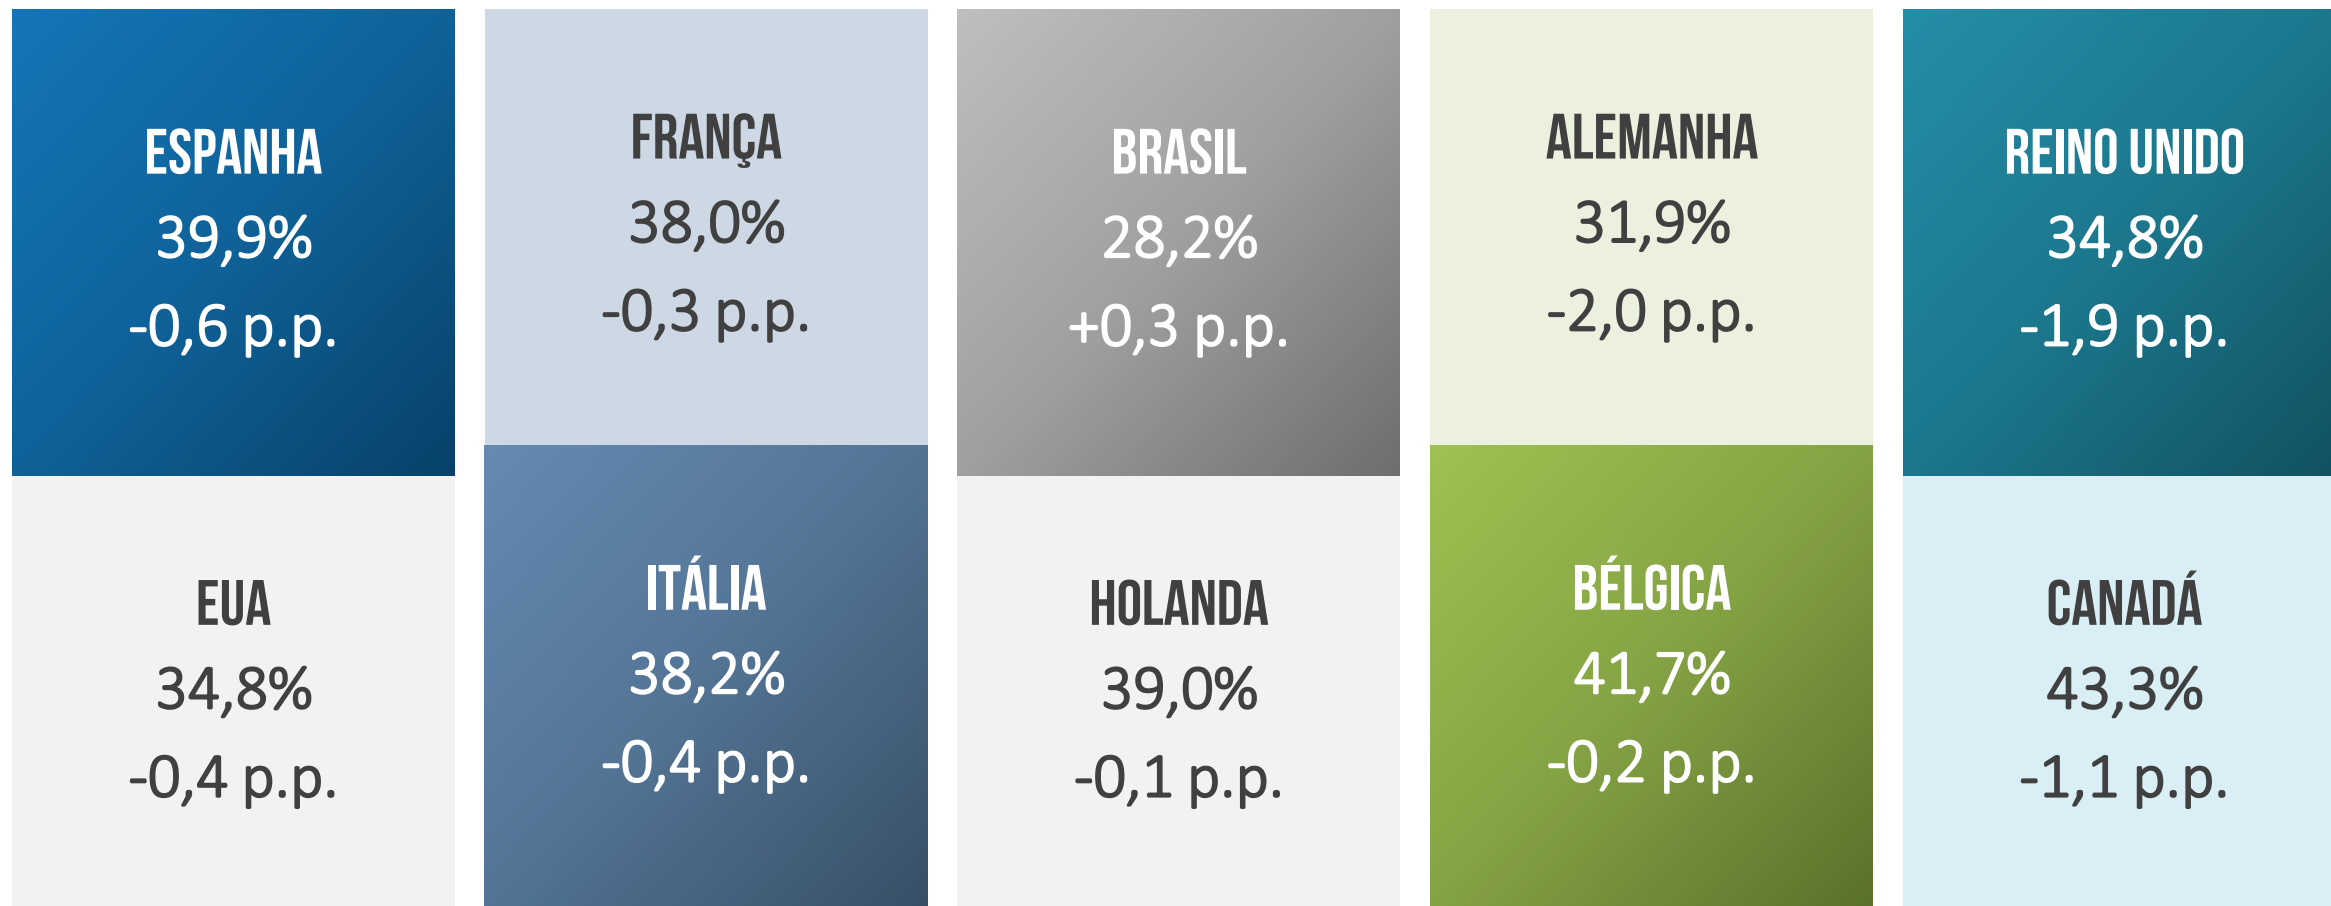 ESPANHA
39,9%
-0,6 p.p.
FRANÇA
38,0%
-0,3 p.p.
BRASIL
28,2%
+0,3 p.p.
ALEMANHA
31,9%
-2,0 p.p.
REINO UNIDO
34,8%
-1,9 p.p.
EUA
34,8%
-0,4 p.p.
ITÁLIA
38,2%
-0,4 p.p.
HOLANDA
39,0%
-0,1 p.p.
BÉLGICA
41,7%
-0,2 p.p.
CANADÁ
43,3%
-1,1 p.p.